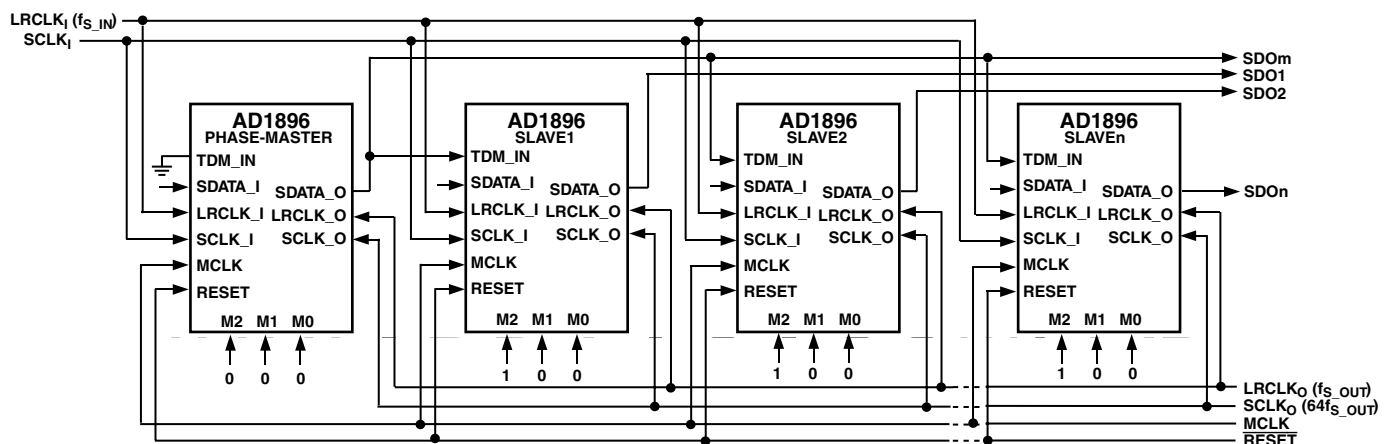 LRCLKI (fS_IN)
SCLKI
SDOm
SDO1
SDO2
AD1896
PHASE-MASTER
TDM_IN
SDATA_I
SDATA_O
LRCLK_I
LRCLK_O
SCLK_I
SCLK_O
MCLK
RESET
M2 M1 M0
0 0 0
AD1896
SLAVE1
TDM_IN
SDATA_I
SDATA_O
LRCLK_I
LRCLK_O
SCLK_I
SCLK_O
MCLK
RESET
M2 M1 M0
1 0 0
AD1896
SLAVE2
TDM_IN
SDATA_I
SDATA_O
LRCLK_I
LRCLK_O
SCLK_I
SCLK_O
MCLK
RESET
M2 M1 M0
1 0 0
AD1896
SLAVEn
TDM_IN
SDATA_I
SDATA_O
LRCLK_I
LRCLK_O
SCLK_I
SCLK_O
MCLK
RESET
M2 M1 M0
1 0 0
SDOn
LRCLKO (fS_OUT)
SCLKO (64fS_OUT)
MCLK
RESET